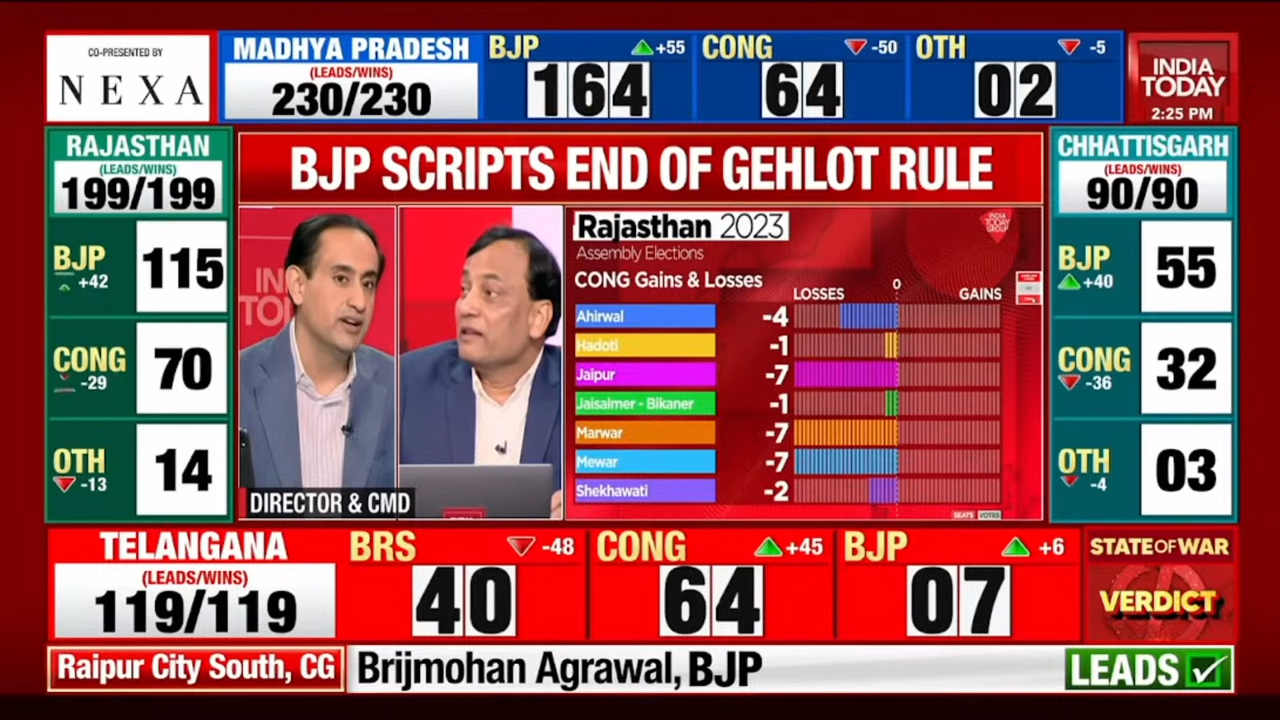 CO-PRESENTED BY
NEXA
MADHYA PRADESH
(LEADS/WINS)
230/230
BJP +55
164
CONG -50
64
OTH -5
02
INDIA
TODAY
2:25 PM
RAJASTHAN
(LEADS/WINS)
199/199
BJP
+42
115
CONG
-29
70
OTH
-13
14
BJP SCRIPTS END OF GEHLOT RULE
DIRECTOR & CMD
Rajasthan 2023
Assembly Elections
CONG Gains & Losses
INDIA
TODAY
GROUP
LOSSES 0 GAINS
Ahirwal -4
Hadoti -1
Jaipur -7
Jaisalmer - Bikaner -1
Marwar -7
Mewar -7
Shekhawati -2
SEATS VOTES
CHHATTISGARH
(LEADS/WINS)
90/90
BJP
+40
55
CONG
-36
32
OTH
-4
03
TELANGANA
(LEADS/WINS)
119/119
BRS -48
40
CONG +45
64
BJP +6
07
STATE OF WAR
VERDICT
Raipur City South, CG
Brijmohan Agrawal, BJP
LEADS